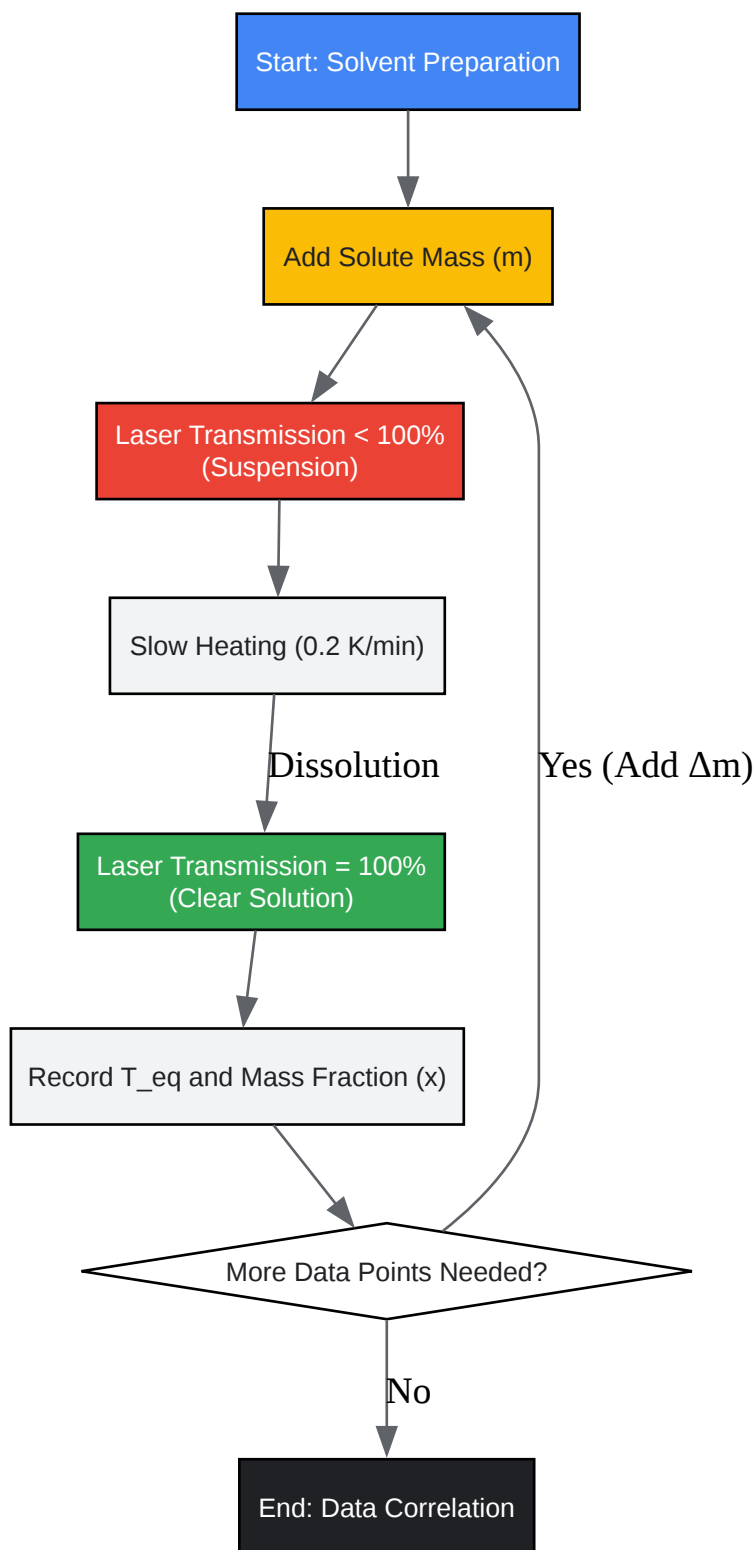 Start: Solvent Preparation
Add Solute Mass (m)
Laser Transmission < 100%
(Suspension)
Slow Heating (0.2 K/min)
Dissolution
Yes (Add Δm)
Laser Transmission = 100%
(Clear Solution)
Record T_eq and Mass Fraction (x)
More Data Points Needed?
No
End: Data Correlation